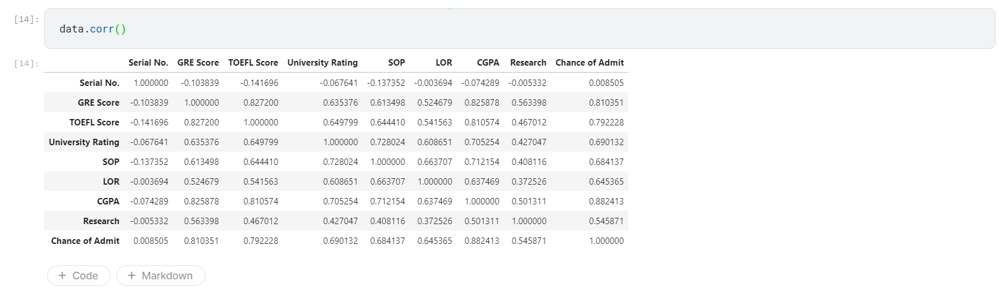 [14]:
data.corr()
[14]:
Serial No. GRE Score TOEFL Score University Rating SOP LOR CGPA Research Chance of Admit
Serial No. 1.000000 -0.103839 -0.141696 -0.067641 -0.137352 -0.003694 -0.074289 -0.005332 0.008505
GRE Score -0.103839 1.000000 0.827200 0.635376 0.613498 0.524679 0.825878 0.563398 0.810351
TOEFL Score -0.141696 0.827200 1.000000 0.649799 0.644410 0.541563 0.810574 0.467012 0.792228
University Rating -0.067641 0.635376 0.649799 1.000000 0.728024 0.608651 0.705254 0.427047 0.690132
SOP -0.137352 0.613498 0.644410 0.728024 1.000000 0.663707 0.712154 0.408116 0.684137
LOR -0.003694 0.524679 0.541563 0.608651 0.663707 1.000000 0.637469 0.372526 0.645365
CGPA -0.074289 0.825878 0.810574 0.705254 0.712154 0.637469 1.000000 0.501311 0.882413
Research -0.005332 0.563398 0.467012 0.427047 0.408116 0.372526 0.501311 1.000000 0.545871
Chance of Admit 0.008505 0.810351 0.792228 0.690132 0.684137 0.645365 0.882413 0.545871 1.000000
+ Code + Markdown